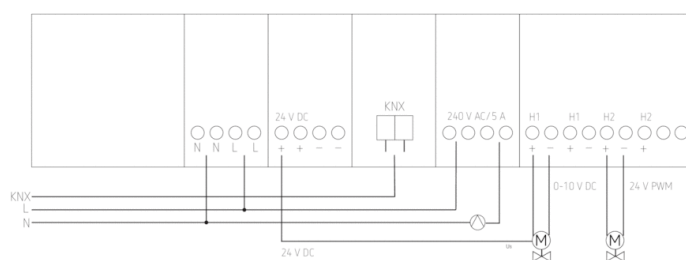 KNX
24 V DC
240 V AC/5 A
H1 H1 H2 H2
N N L L
+ + − −
+ − + − + − +
KNX
L
N
0-10 V DC
24 V PWM
24 V DC
M
M